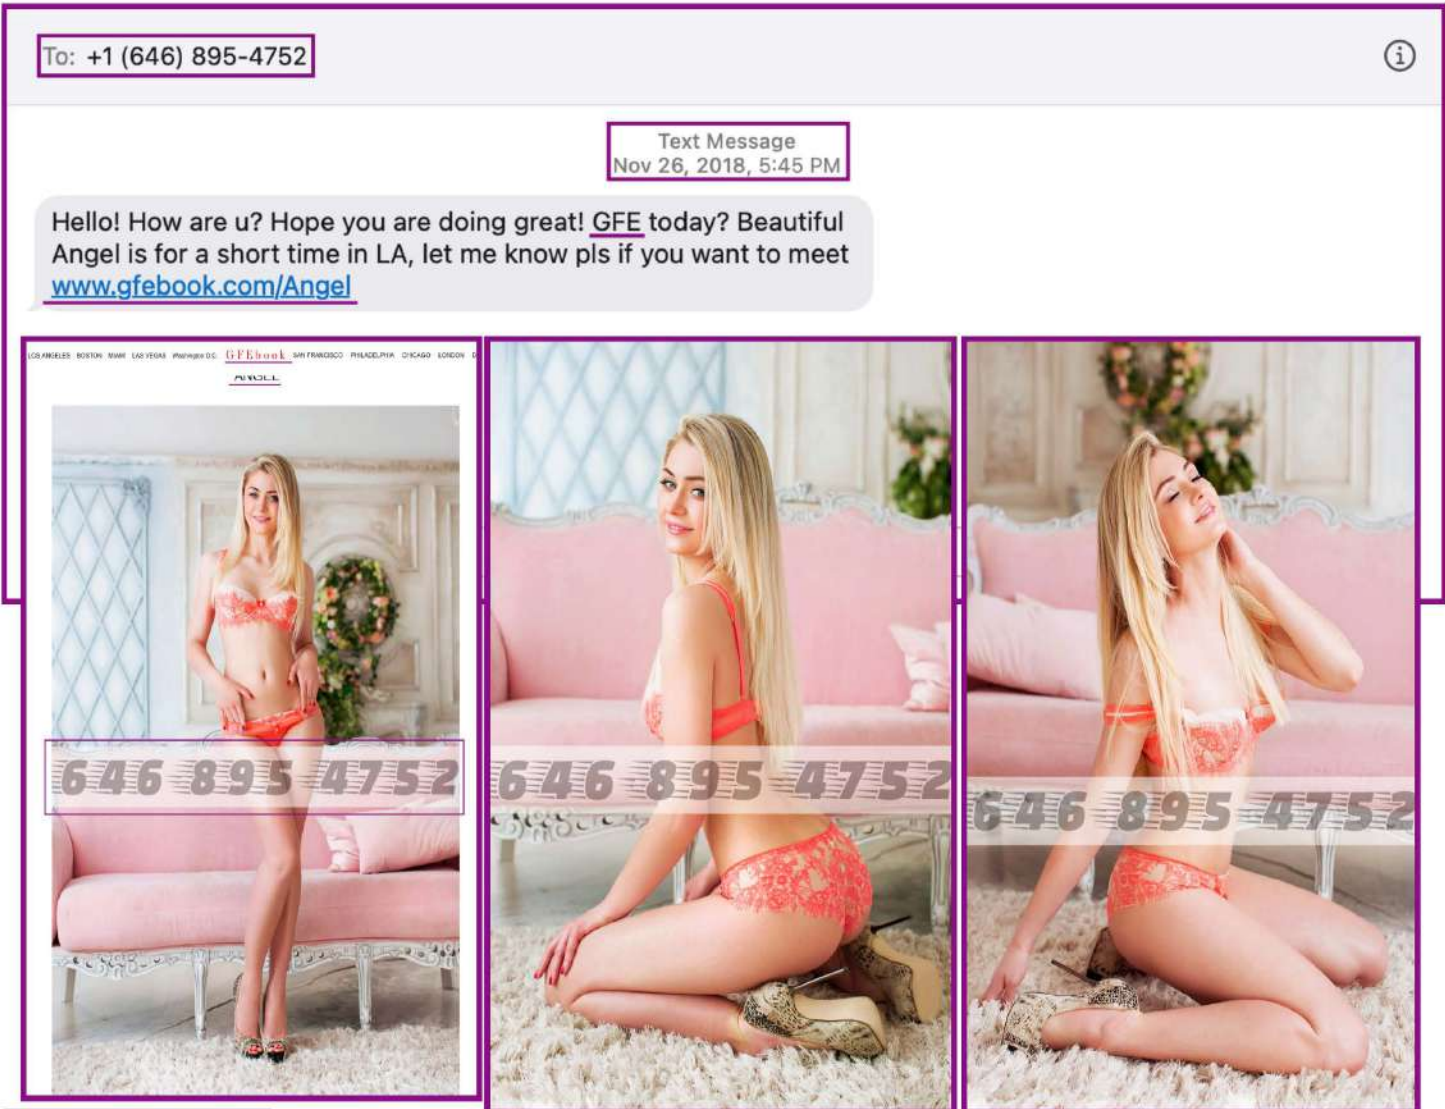 To: +1 (646) 895-4752
Text Message
Nov 26, 2018, 5:45 PM
Hello! How are u? Hope you are doing great! GFE today? Beautiful
Angel is for a short time in LA, let me know pls if you want to meet
www.gfebook.com/Angel
LOS ANGELES BOSTON MIAMI LAS VEGAS Washington D.C. GFEbook SAN FRANCISCO PHILADELPHIA CHICAGO LONDON D
ANGEL
646 895-4752
646-895-4752
646 895-4752